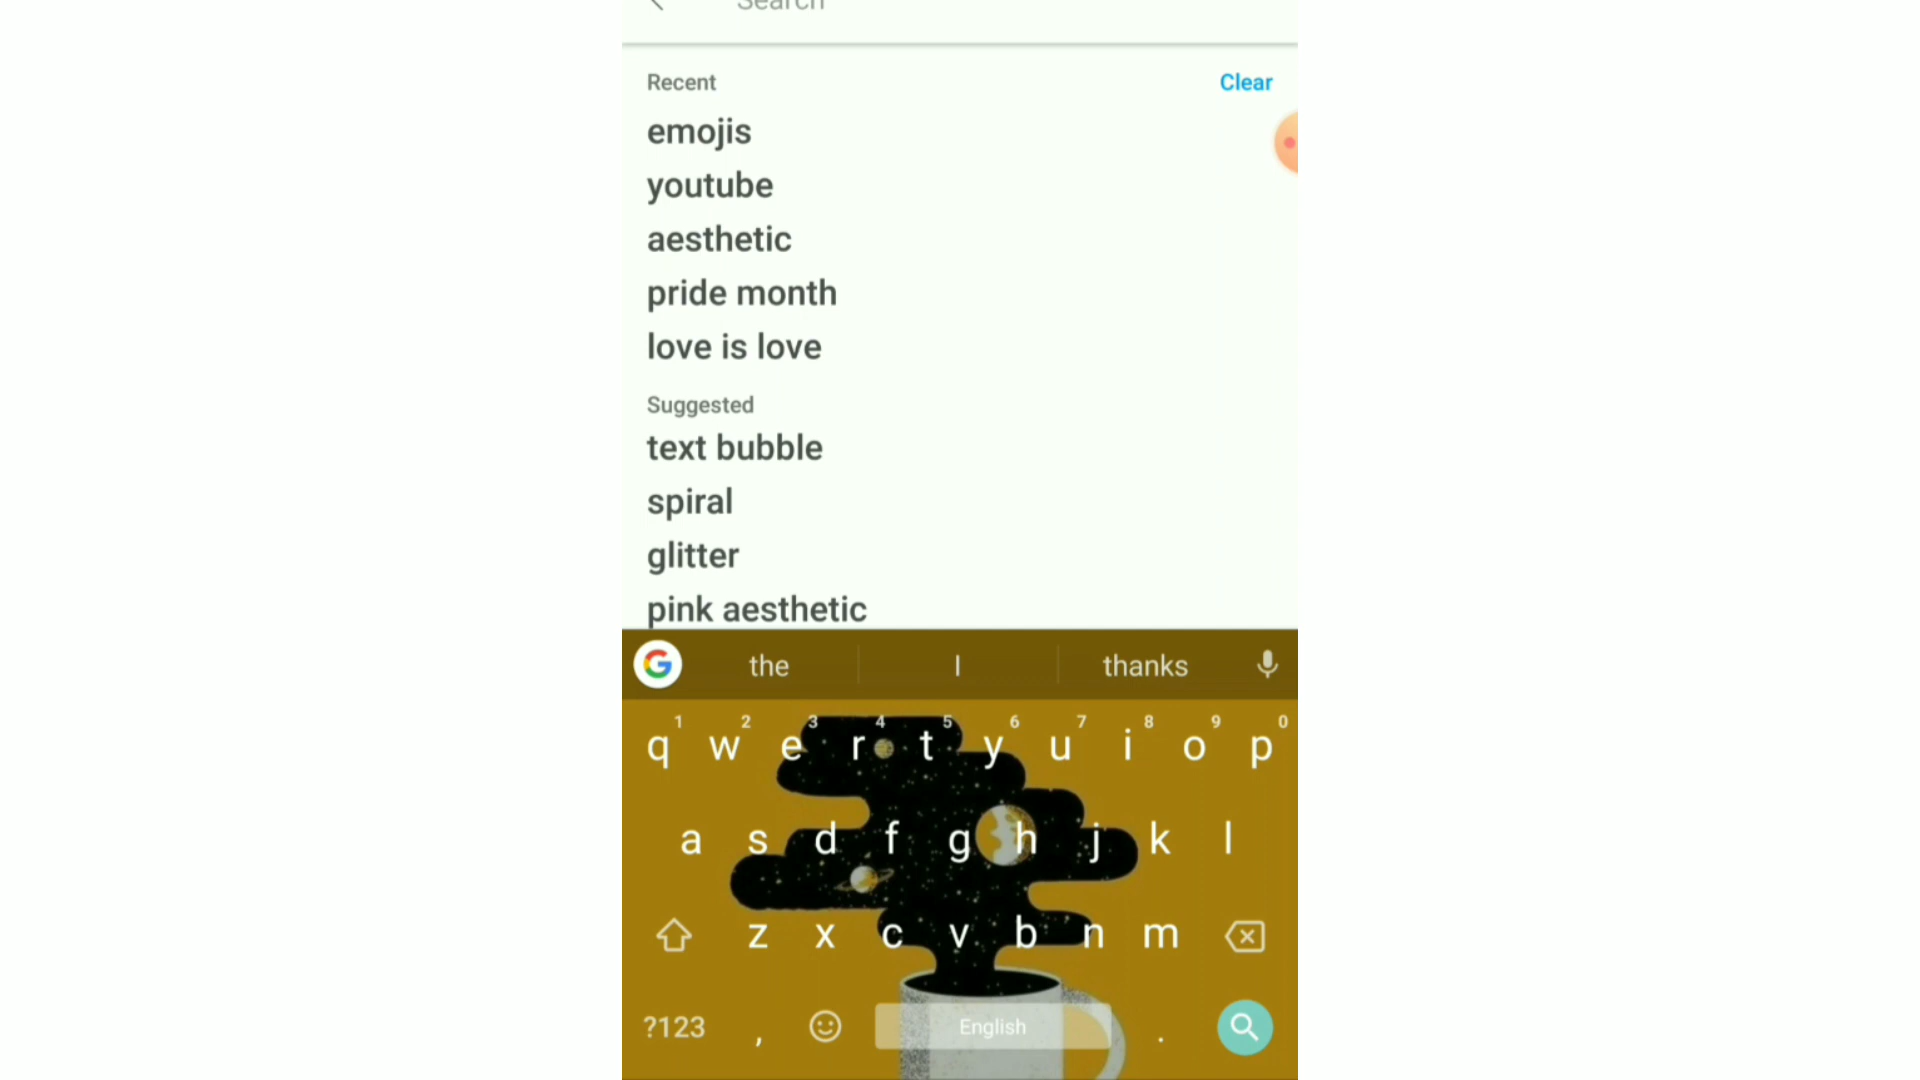 Search
Recent Clear
emojis
youtube
aesthetic
pride month
love is love
Suggested
text bubble
spiral
glitter
pink aesthetic
G the I thanks
1 2 3 4 5 6 7 8 9 0
q w e r t y u i o p
a s d f g h j k l
z x c v b n m
?123 , English .